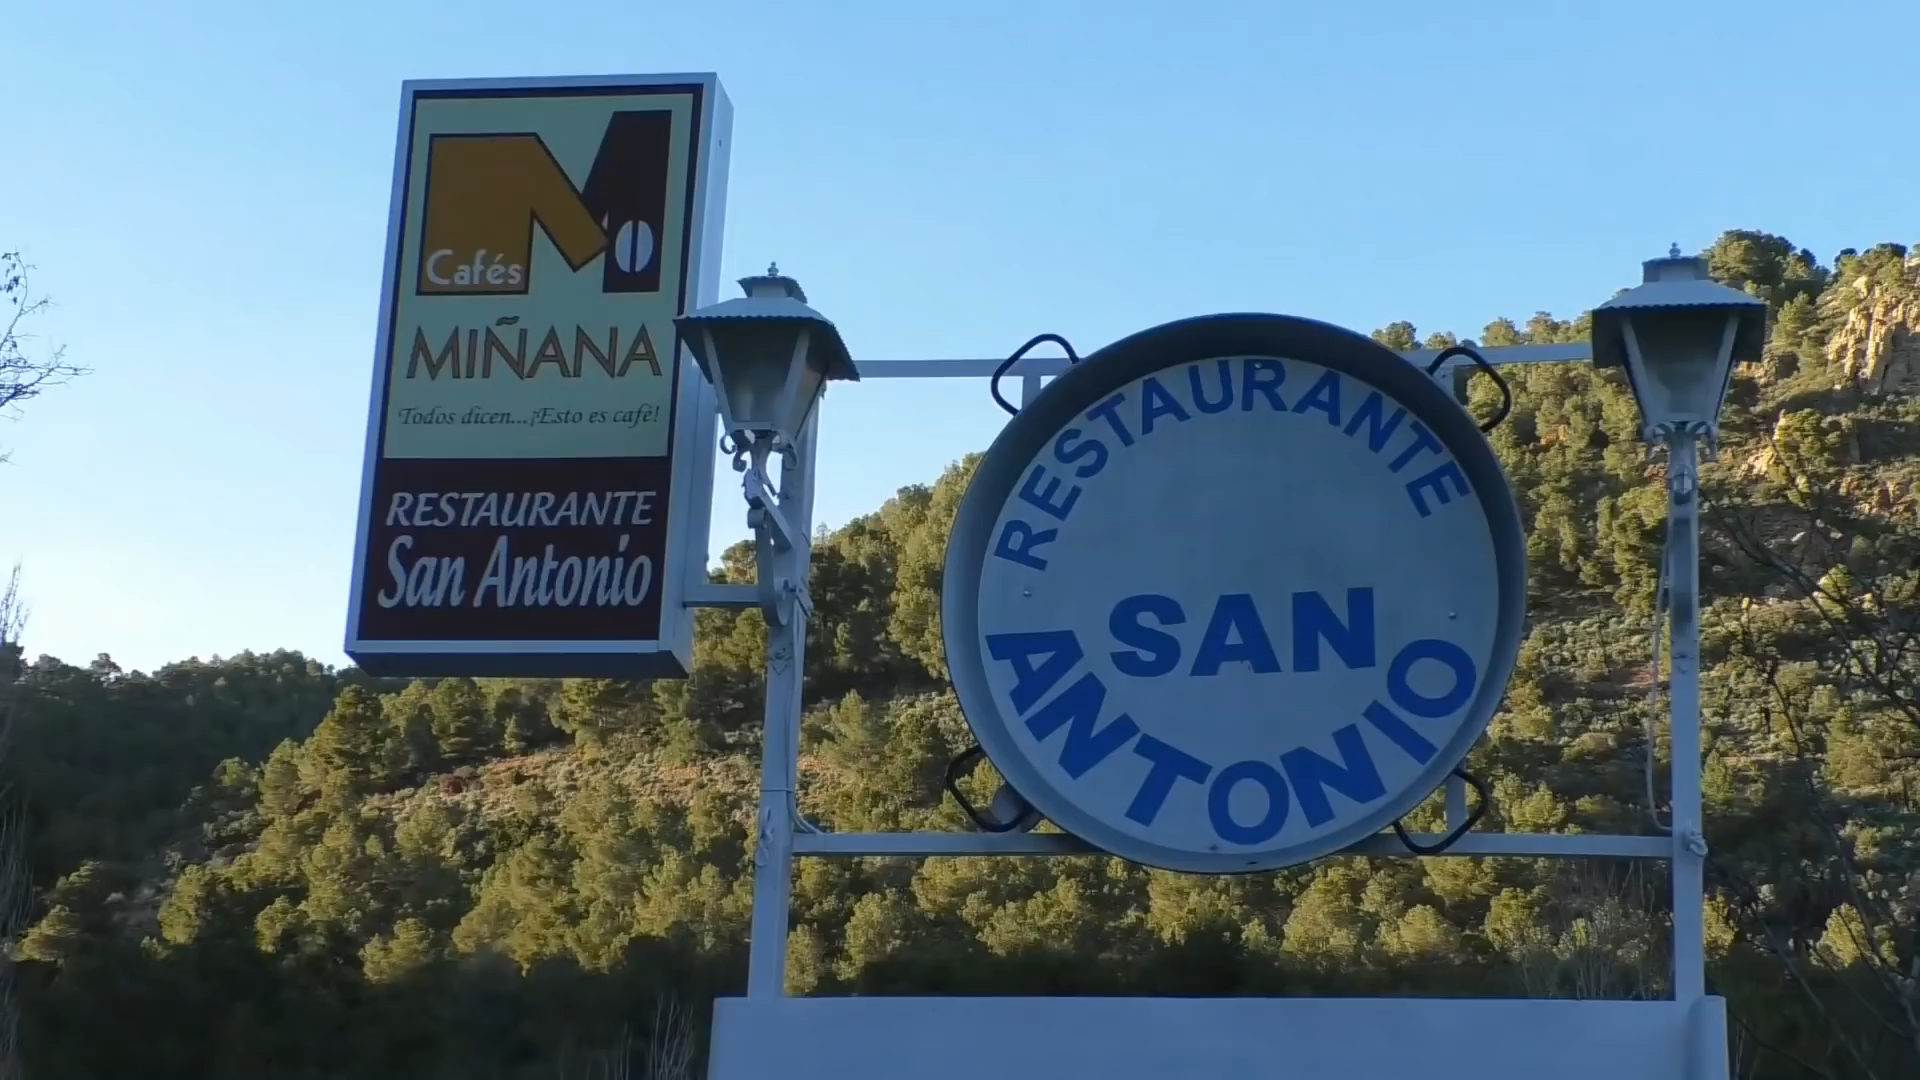 Cafés
MIÑANA
Todos dicen...¡Esto es café!
RESTAURANTE
San Antonio
RESTAURANTE
SAN
ANTONIO